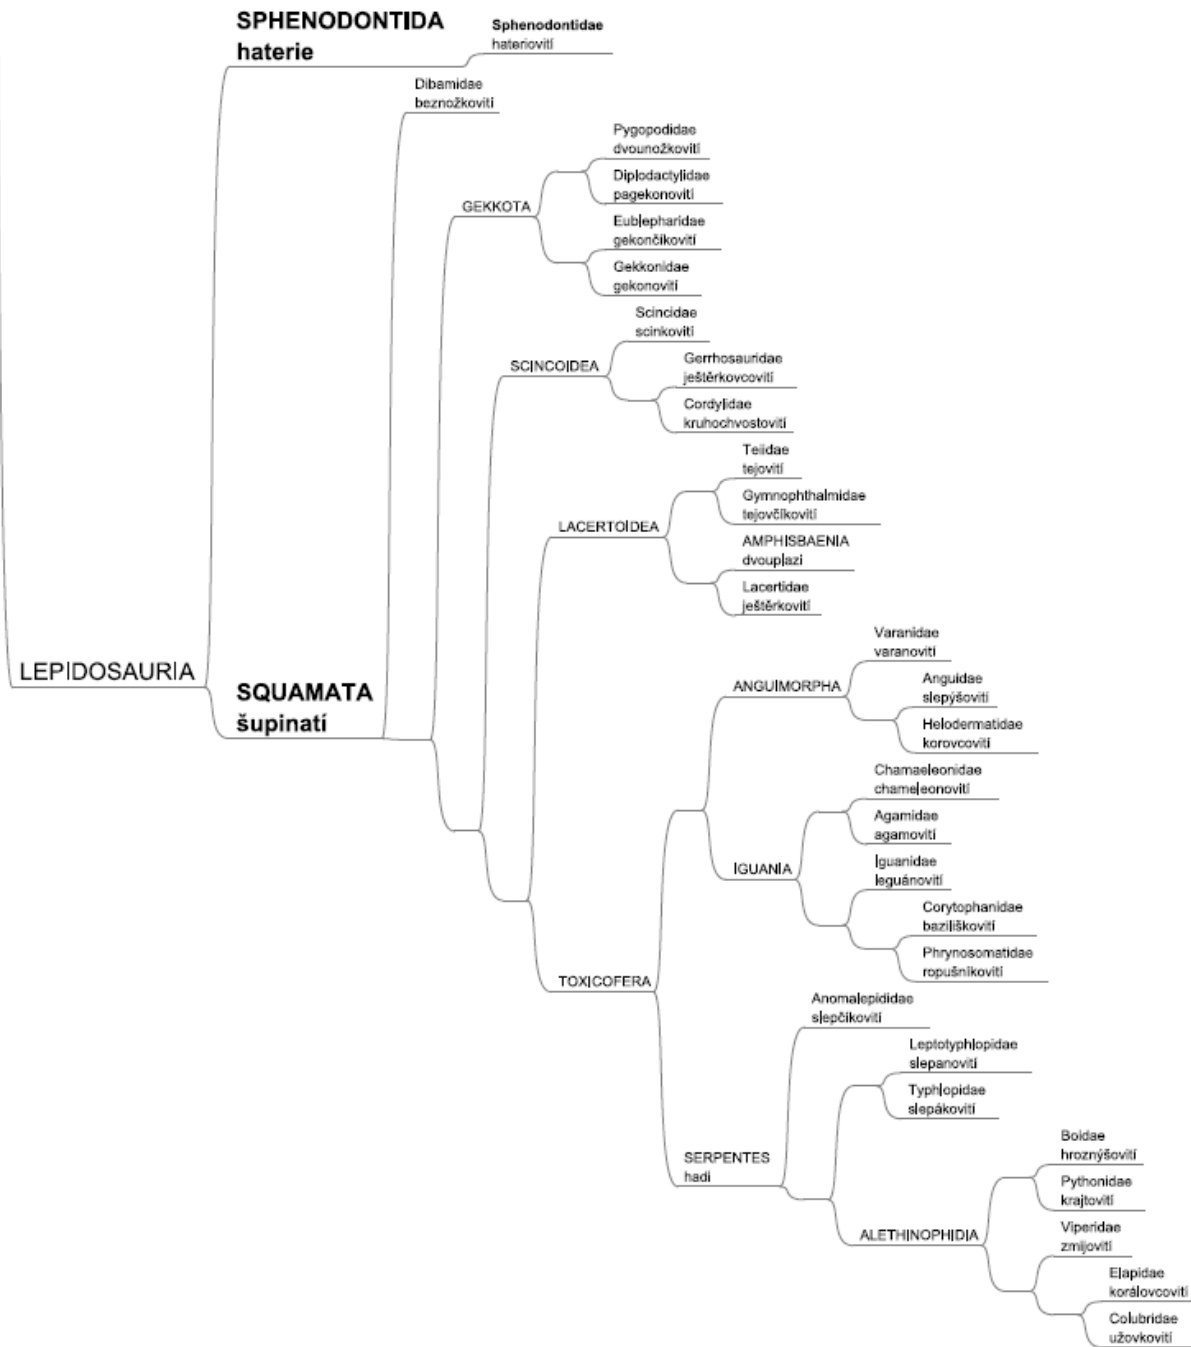 SPHENODONTIDA
haterie
Sphenodontidae
hateriovití
Dibamidae
beznožkovití
Pygopodidae
dvounožkovití
Diplodactylidae
pagekonovití
GEKKOTA
Eublepharidae
gekončíkovití
Gekkonidae
gekonovití
Scincidae
scinkovití
SCINCOIDEA
Gerrhosauridae
ještěrkovcovití
Cordylidae
kruhochvostovití
Teiidae
tejovití
Gymnophthalmidae
tejovčíkovití
LACERTOIDEA
AMPHISBAENIA
dvouplazi
Lacertidae
ještěrkovití
LEPIDOSAURIA
SQUAMATA
šupinatí
Varanidae
varanovití
ANGUIMORPHA
Anguidae
slepýšovití
Helodermatidae
korovcovití
Chamaeleonidae
chameleonovití
Agamidae
agamovití
IGUANIA
Iguanidae
leguánovití
Corytophanidae
baziliškovití
Phrynosomatidae
ropušníkovití
TOXICOFERA
Anomalepididae
slepčíkovití
Leptotyphlopidae
slepanovití
Typhlopidae
slepákovití
SERPENTES
hadi
Boidae
hroznýšovití
Pythonidae
krajtovití
ALETHINOPHIDIA
Viperidae
zmijovití
Elapidae
korálovcovití
Colubridae
užovkovití